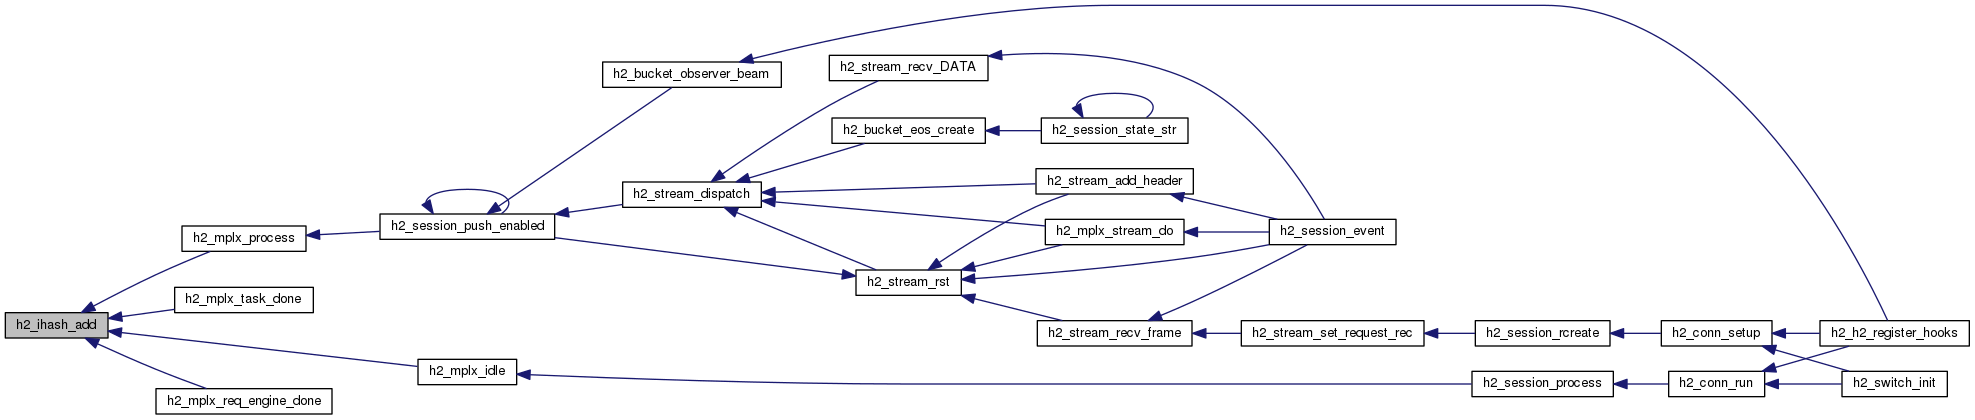 h2_bucket_observer_beam
h2_stream_recv_DATA
h2_bucket_eos_create
h2_session_state_str
h2_stream_dispatch
h2_stream_add_header
h2_session_push_enabled
h2_mplx_process
h2_mplx_stream_do
h2_session_event
h2_stream_rst
h2_mplx_task_done
h2_ihash_add
h2_stream_recv_frame
h2_stream_set_request_rec
h2_session_rcreate
h2_conn_setup
h2_h2_register_hooks
h2_mplx_idle
h2_session_process
h2_conn_run
h2_switch_init
h2_mplx_req_engine_done